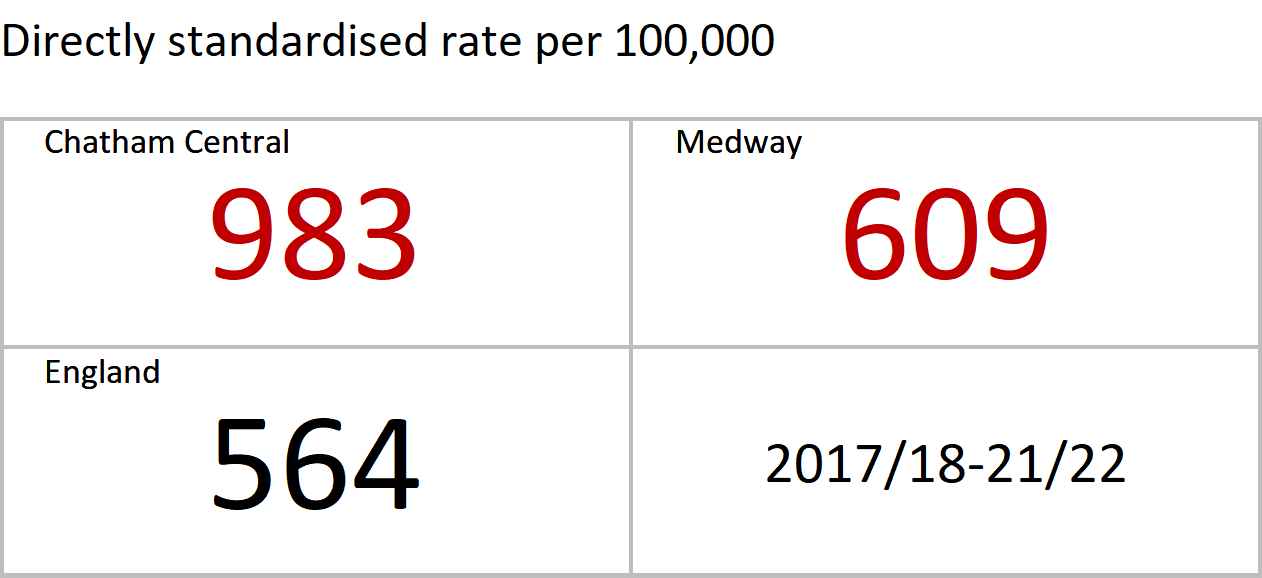 Directly standardised rate per 100,000
Chatham Central
983
Medway
609
England
564
2017/18-21/22